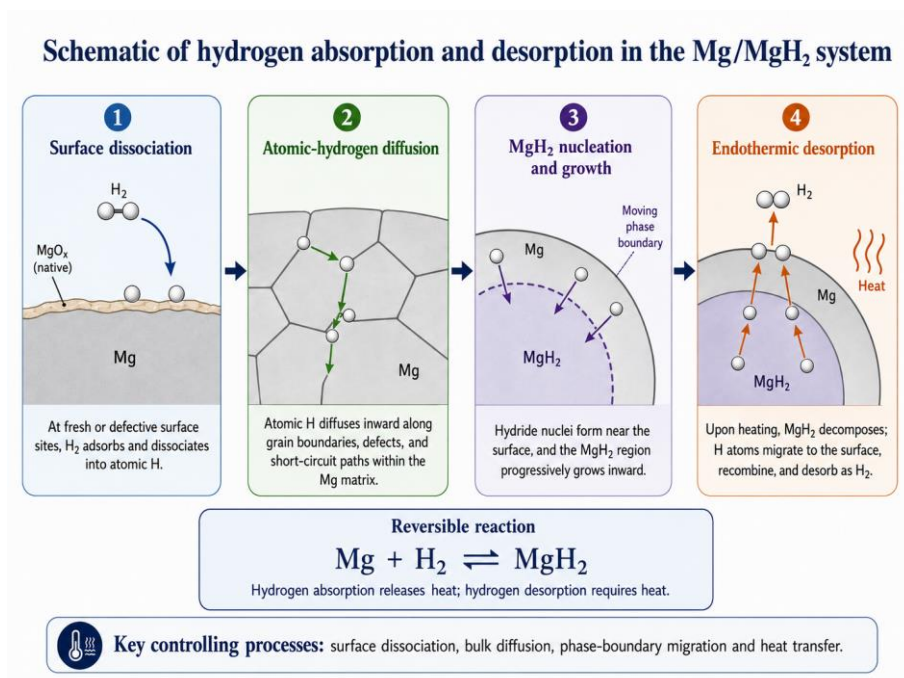 Schematic of hydrogen absorption and desorption in the Mg/MgH₂ system
1
Surface dissociation
H₂
MgOₓ
(native)
Mg
At fresh or defective surface
sites, H₂ adsorbs and dissociates
into atomic H.
2
Atomic-hydrogen diffusion
Mg
Atomic H diffuses inward along
grain boundaries, defects, and
short-circuit paths within the
Mg matrix.
3
MgH₂ nucleation
and growth
Moving
phase
boundary
Mg
MgH₂
Hydride nuclei form near the
surface, and the MgH₂ region
progressively grows inward.
4
Endothermic desorption
H₂
Heat
Mg
MgH₂
Upon heating, MgH₂ decomposes;
H atoms migrate to the surface,
recombine, and desorb as H₂.
Reversible reaction
Mg + H₂ ⇌ MgH₂
Hydrogen absorption releases heat; hydrogen desorption requires heat.
Key controlling processes: surface dissociation, bulk diffusion, phase-boundary migration and heat transfer.